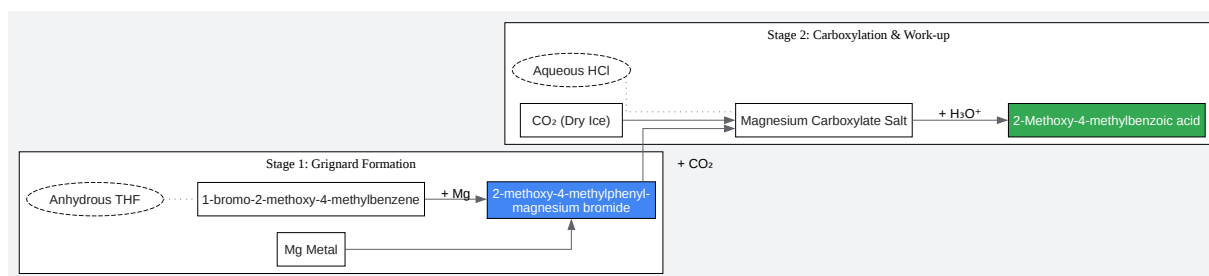 Stage 2: Carboxylation & Work-up
Aqueous HCl
CO₂ (Dry Ice)
Magnesium Carboxylate Salt
+ H₃O⁺
2-Methoxy-4-methylbenzoic acid
Stage 1: Grignard Formation
+ CO₂
Anhydrous THF
1-bromo-2-methoxy-4-methylbenzene
+ Mg
2-methoxy-4-methylphenyl-
magnesium bromide
Mg Metal